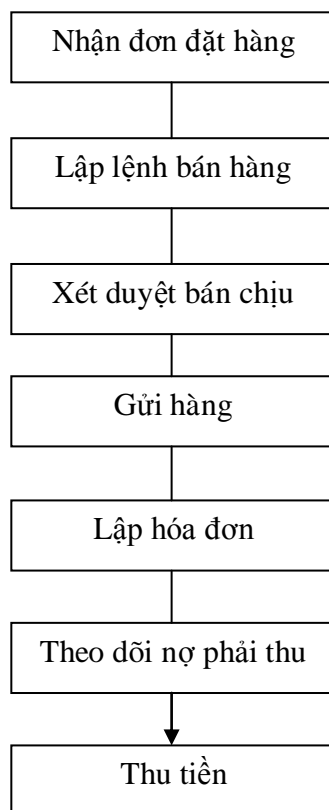 Nhận đơn đặt hàng
Lập lệnh bán hàng
Xét duyệt bán chịu
Gửi hàng
Lập hóa đơn
Theo dõi nợ phải thu
Thu tiền